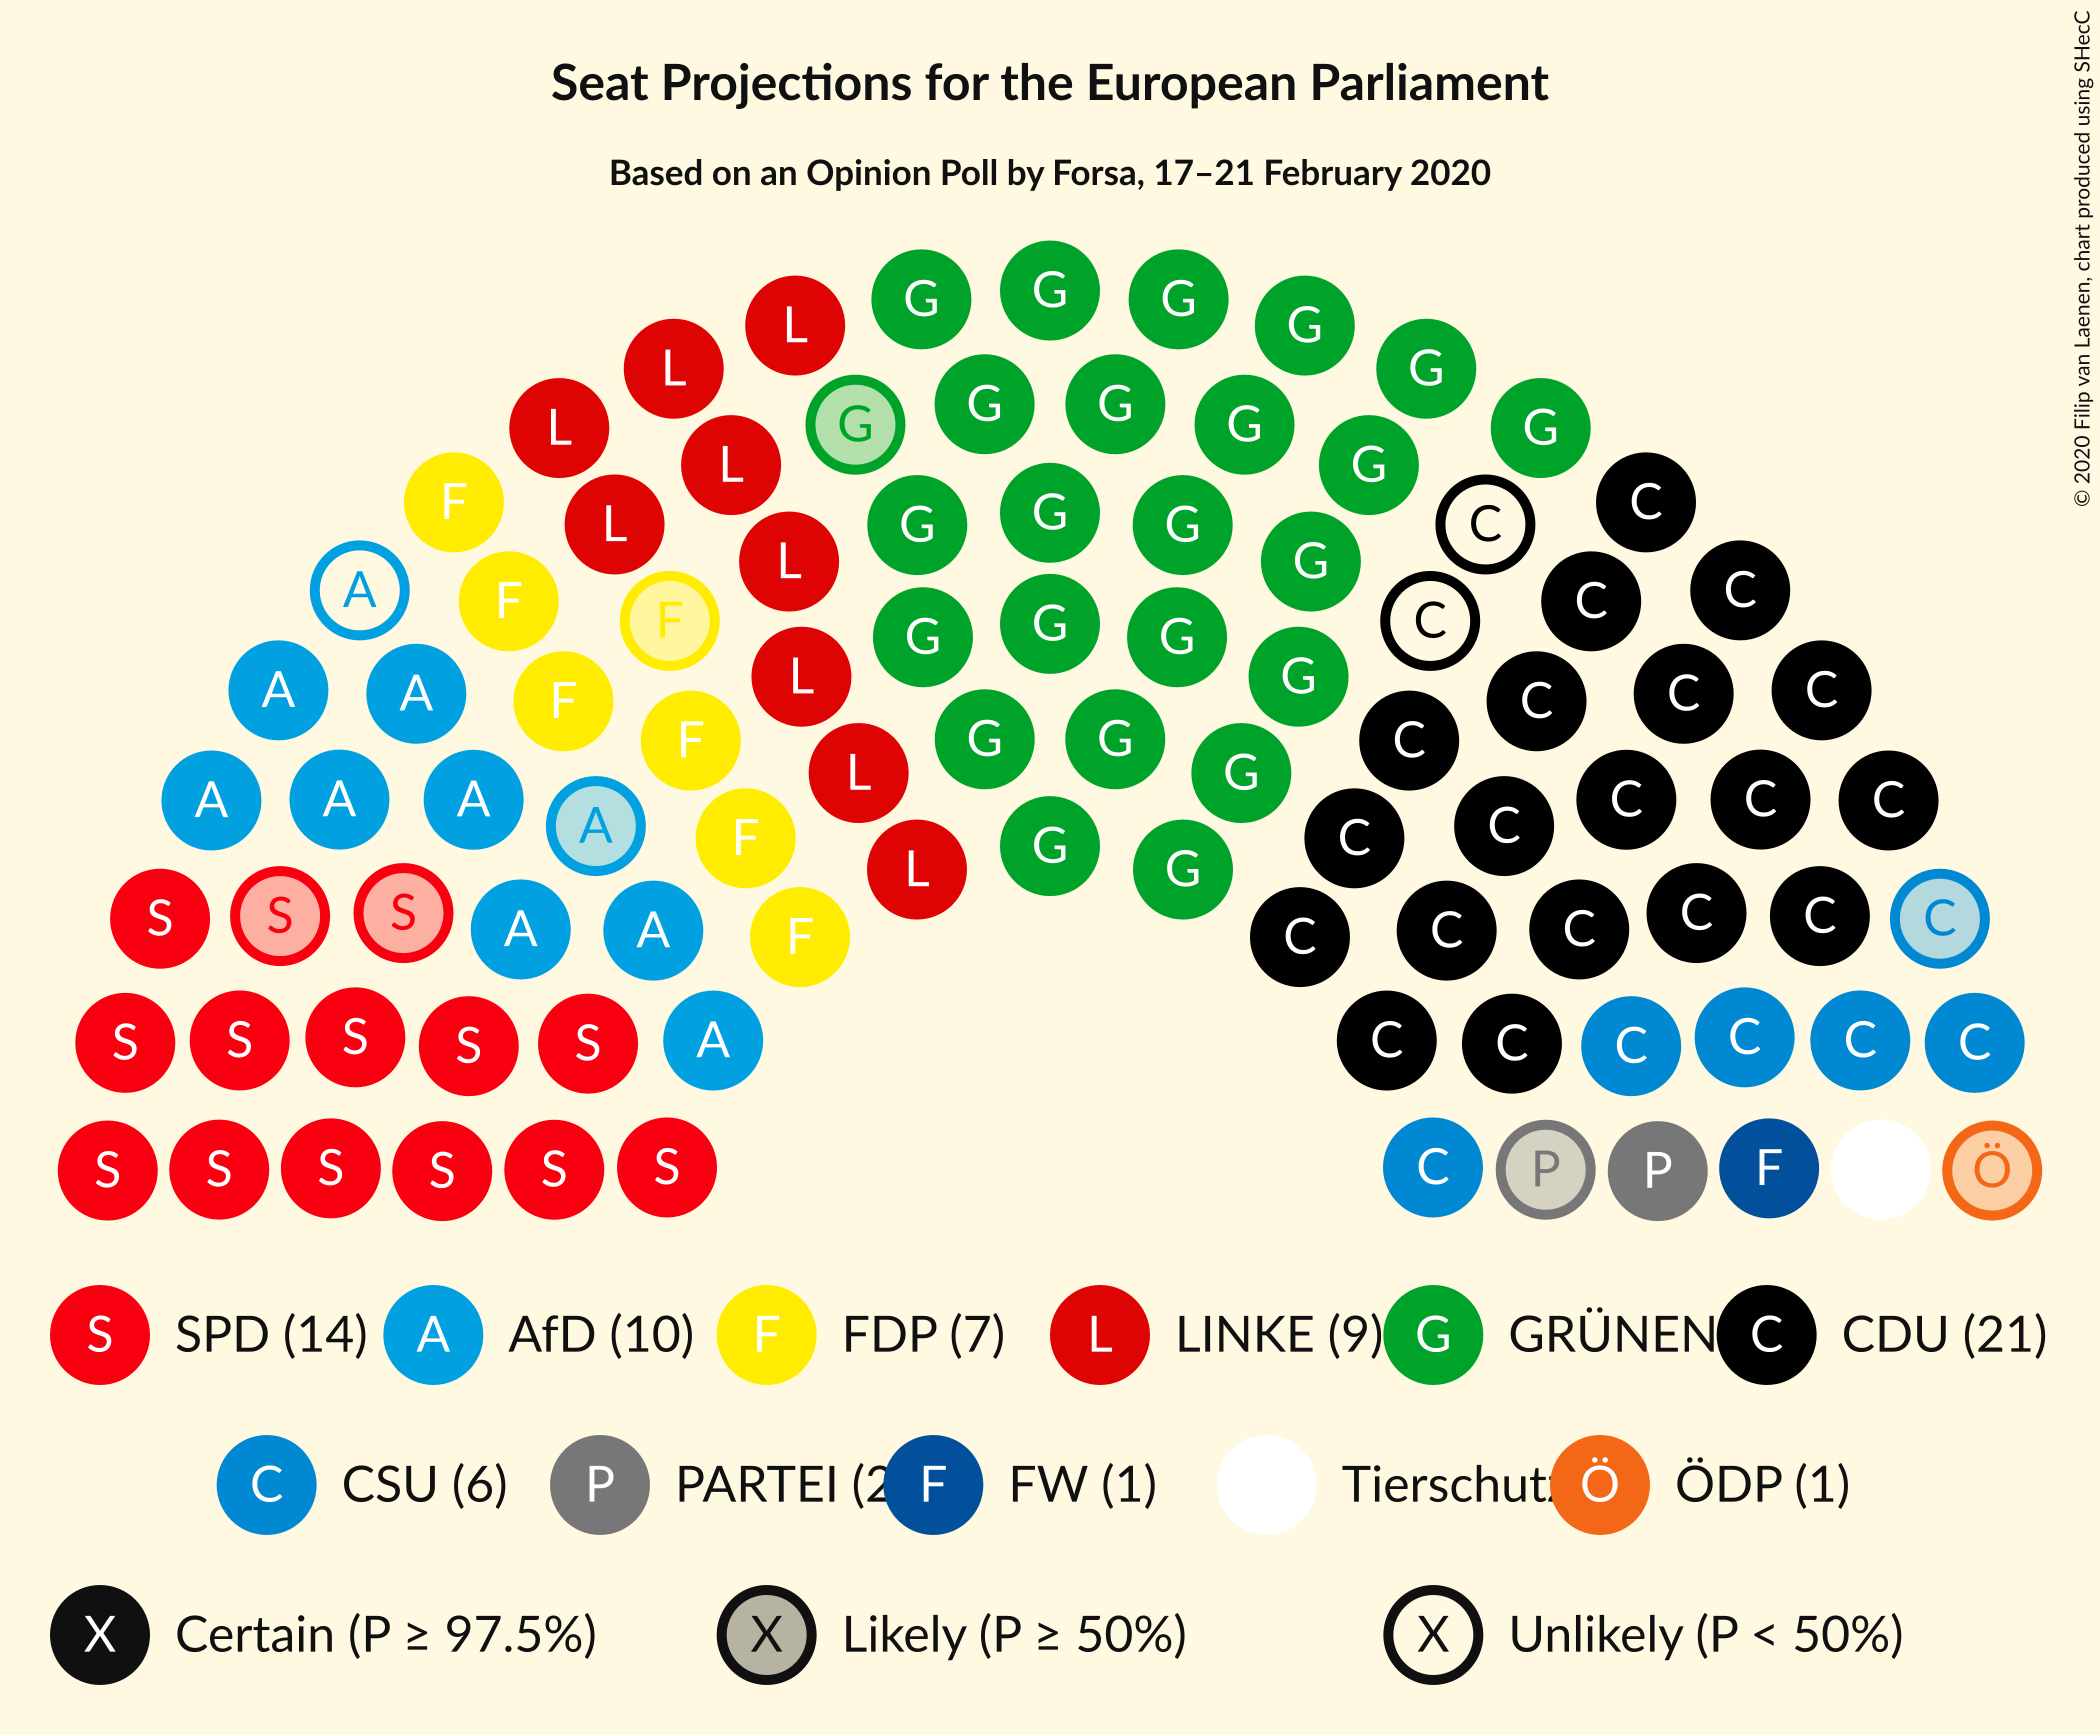 Seat Projections for the European Parliament
Based on an Opinion Poll by Forsa, 17–21 February 2020
© 2020 Filip van Laenen, chart produced using SHecC
G
L G G
L G
L G G G G
L G G
F L G C
L G G G C
A F L G C C
F G G G C
A A L G C C
F F C C
A A A L G G G C C C
A F G C C
S S S A A L G C C C C C
F C
S S S S S A C C C C C C
S S S S S S C P P F Ö
S SPD (14) A AfD (10) F FDP (7) L LINKE (9) G GRÜNEN C CDU (21)
C CSU (6) P PARTEI (2 F FW (1) Tierschutz Ö ÖDP (1)
X Certain (P ≥ 97.5%) X Likely (P ≥ 50%) X Unlikely (P < 50%)